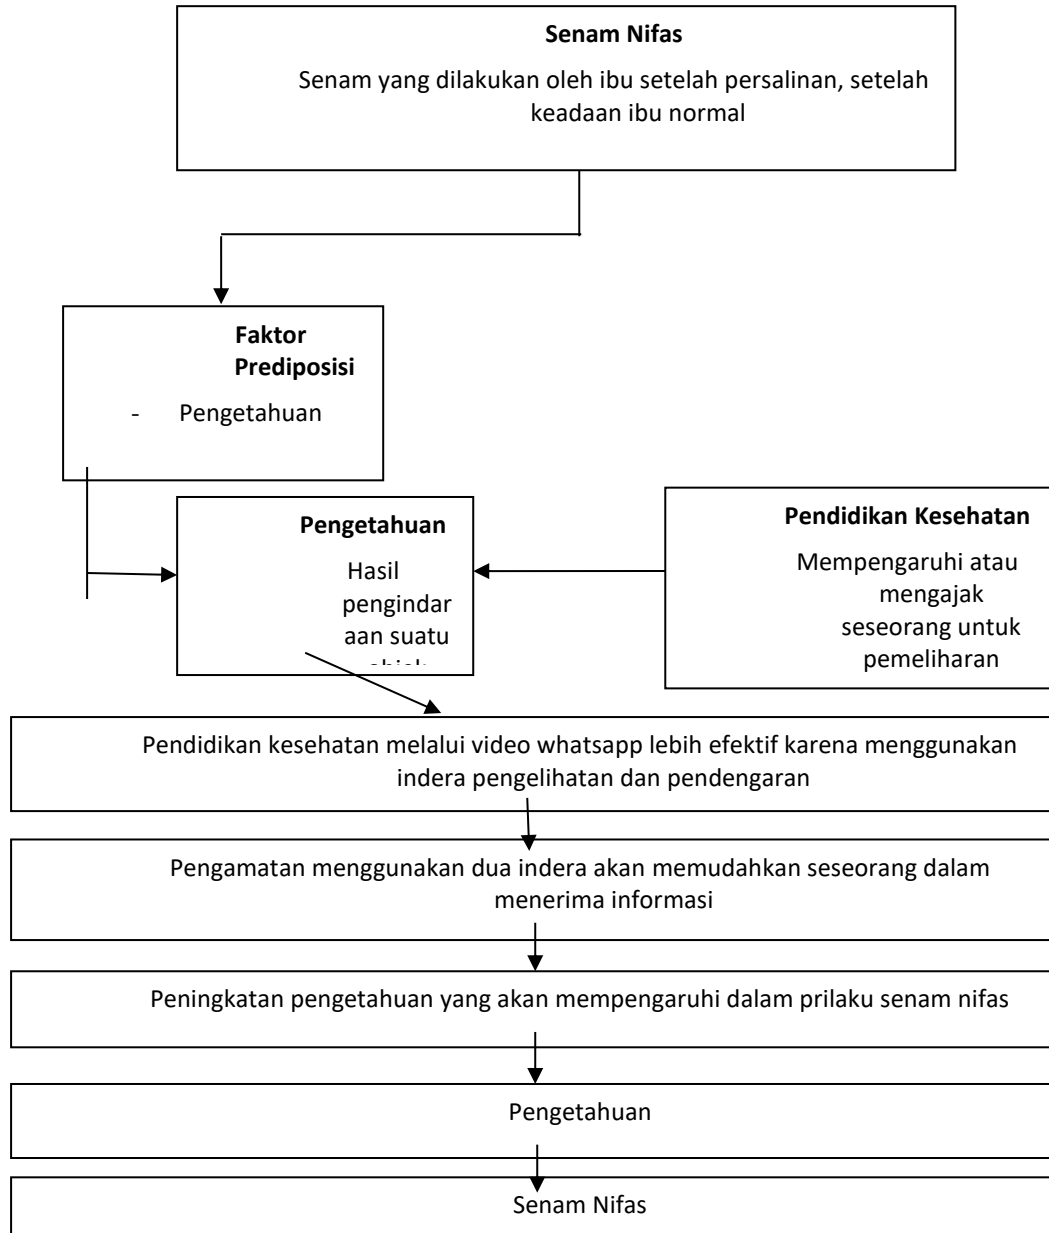 Senam Nifas
Senam yang dilakukan oleh ibu setelah persalinan, setelah
keadaan ibu normal
Faktor
Prediposisi
- Pengetahuan
Pengetahuan
Hasil
pengindar
aan suatu
Pendidikan Kesehatan
Mempengaruhi atau
mengajak
seseorang untuk
pemeliharan
Pendidikan kesehatan melalui video whatsapp lebih efektif karena menggunakan
indera pengelihatan dan pendengaran
Pengamatan menggunakan dua indera akan memudahkan seseorang dalam
menerima informasi
Peningkatan pengetahuan yang akan mempengaruhi dalam prilaku senam nifas
Pengetahuan
Senam Nifas